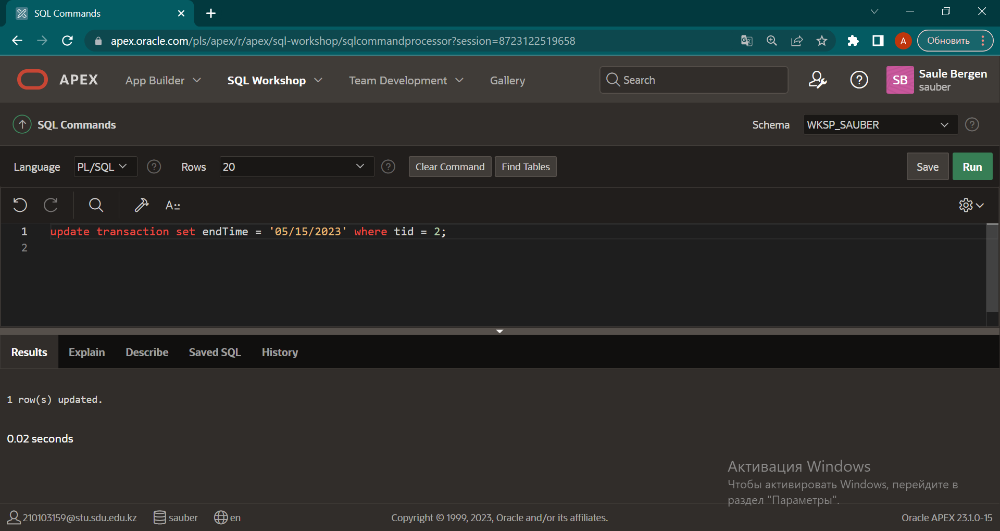 SQL Commands
apex.oracle.com/pls/apex/r/apex/sql-workshop/sqlcommandprocessor?session=8723122519658
A
Обновить
APEX
App Builder
SQL Workshop
Team Development
Gallery
Search
?
SB
Saule Bergen
sauber
SQL Commands
Schema
WKSP_SAUBER
?
Language
PL/SQL
?
Rows
20
?
Clear Command
Find Tables
Save
Run
A::
1 update transaction set endTime = '05/15/2023' where tid = 2;
2
Results
Explain
Describe
Saved SQL
History
1 row(s) updated.
0.02 seconds
Активация Windows
Чтобы активировать Windows, перейдите в
раздел "Параметры".
210103159@stu.sdu.edu.kz
sauber
en
Copyright © 1999, 2023, Oracle and/or its affiliates.
Oracle APEX 23.1.0-15